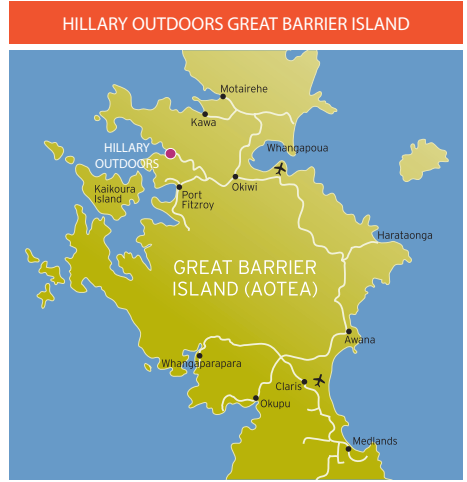 HILLARY OUTDOORS GREAT BARRIER ISLAND
Motairehe
Kawa
HILLARY
OUTDOORS
Whangapoua
Kaikoura
Island
Port
Fitzroy
Okiwi
Harataonga
GREAT BARRIER
ISLAND (AOTEA)
Awana
Whangaparapara
Claris
Okupu
Medlands